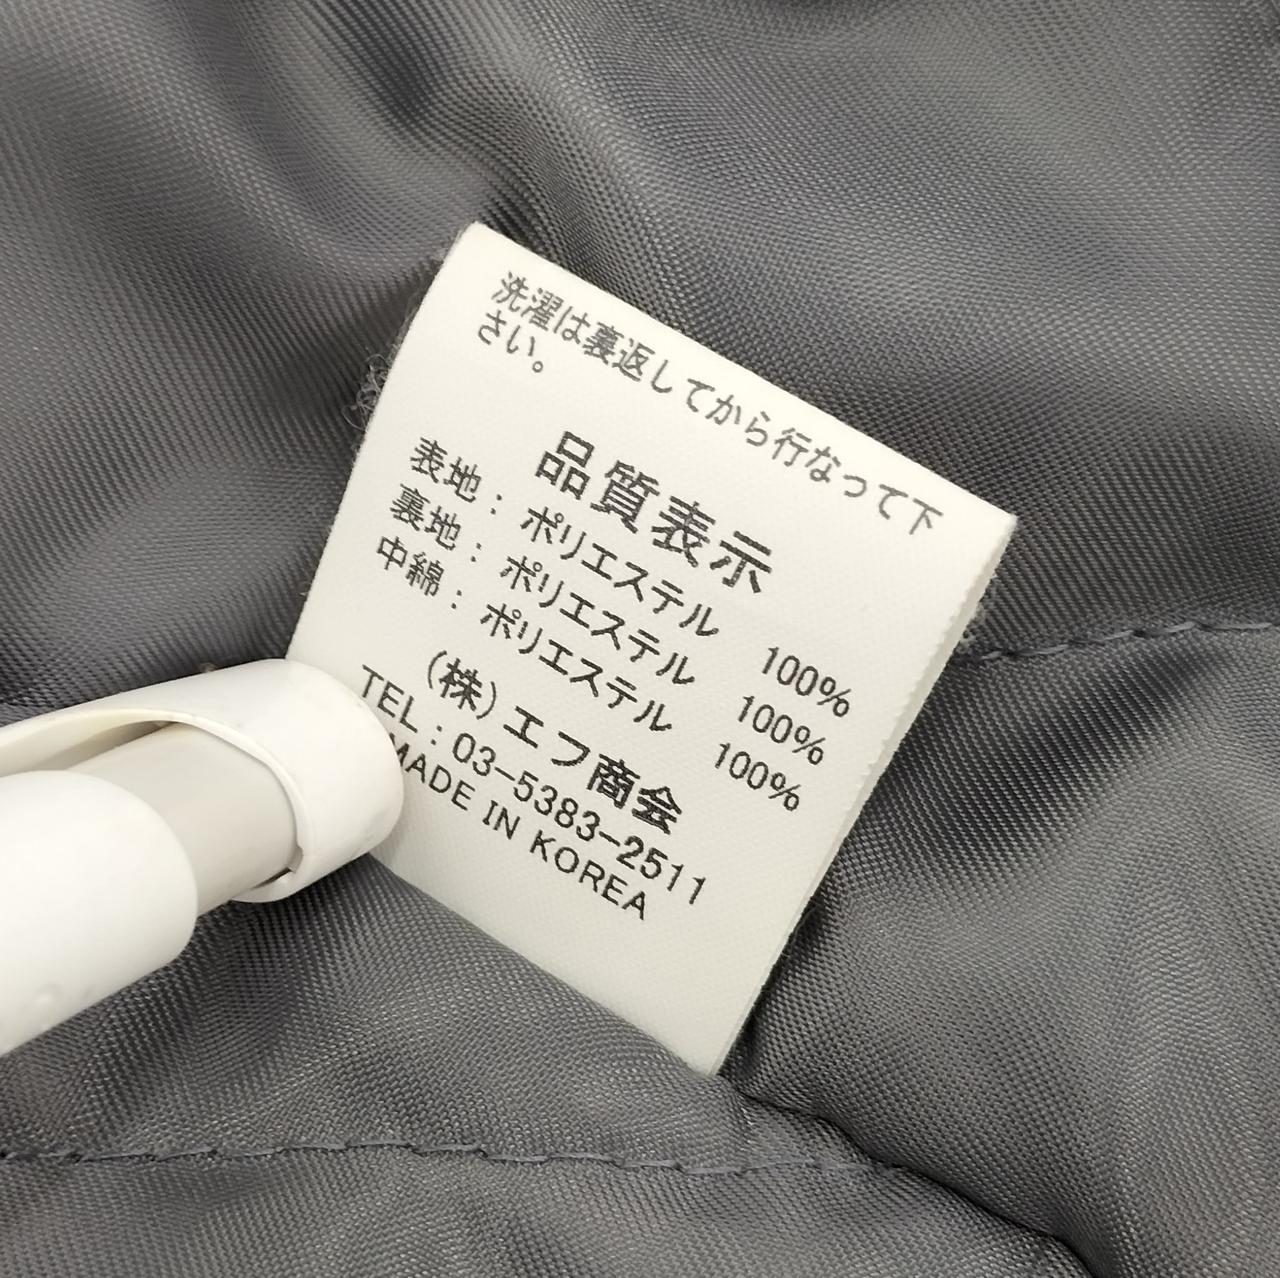 洗濯は裏返してから行なって下
さい。
品質表示
表地： ポリエステル 100%
裏地： ポリエステル 100%
中綿： ポリエステル 100%
(株)エフ商会
TEL：03-5383-2511
MADE IN KOREA